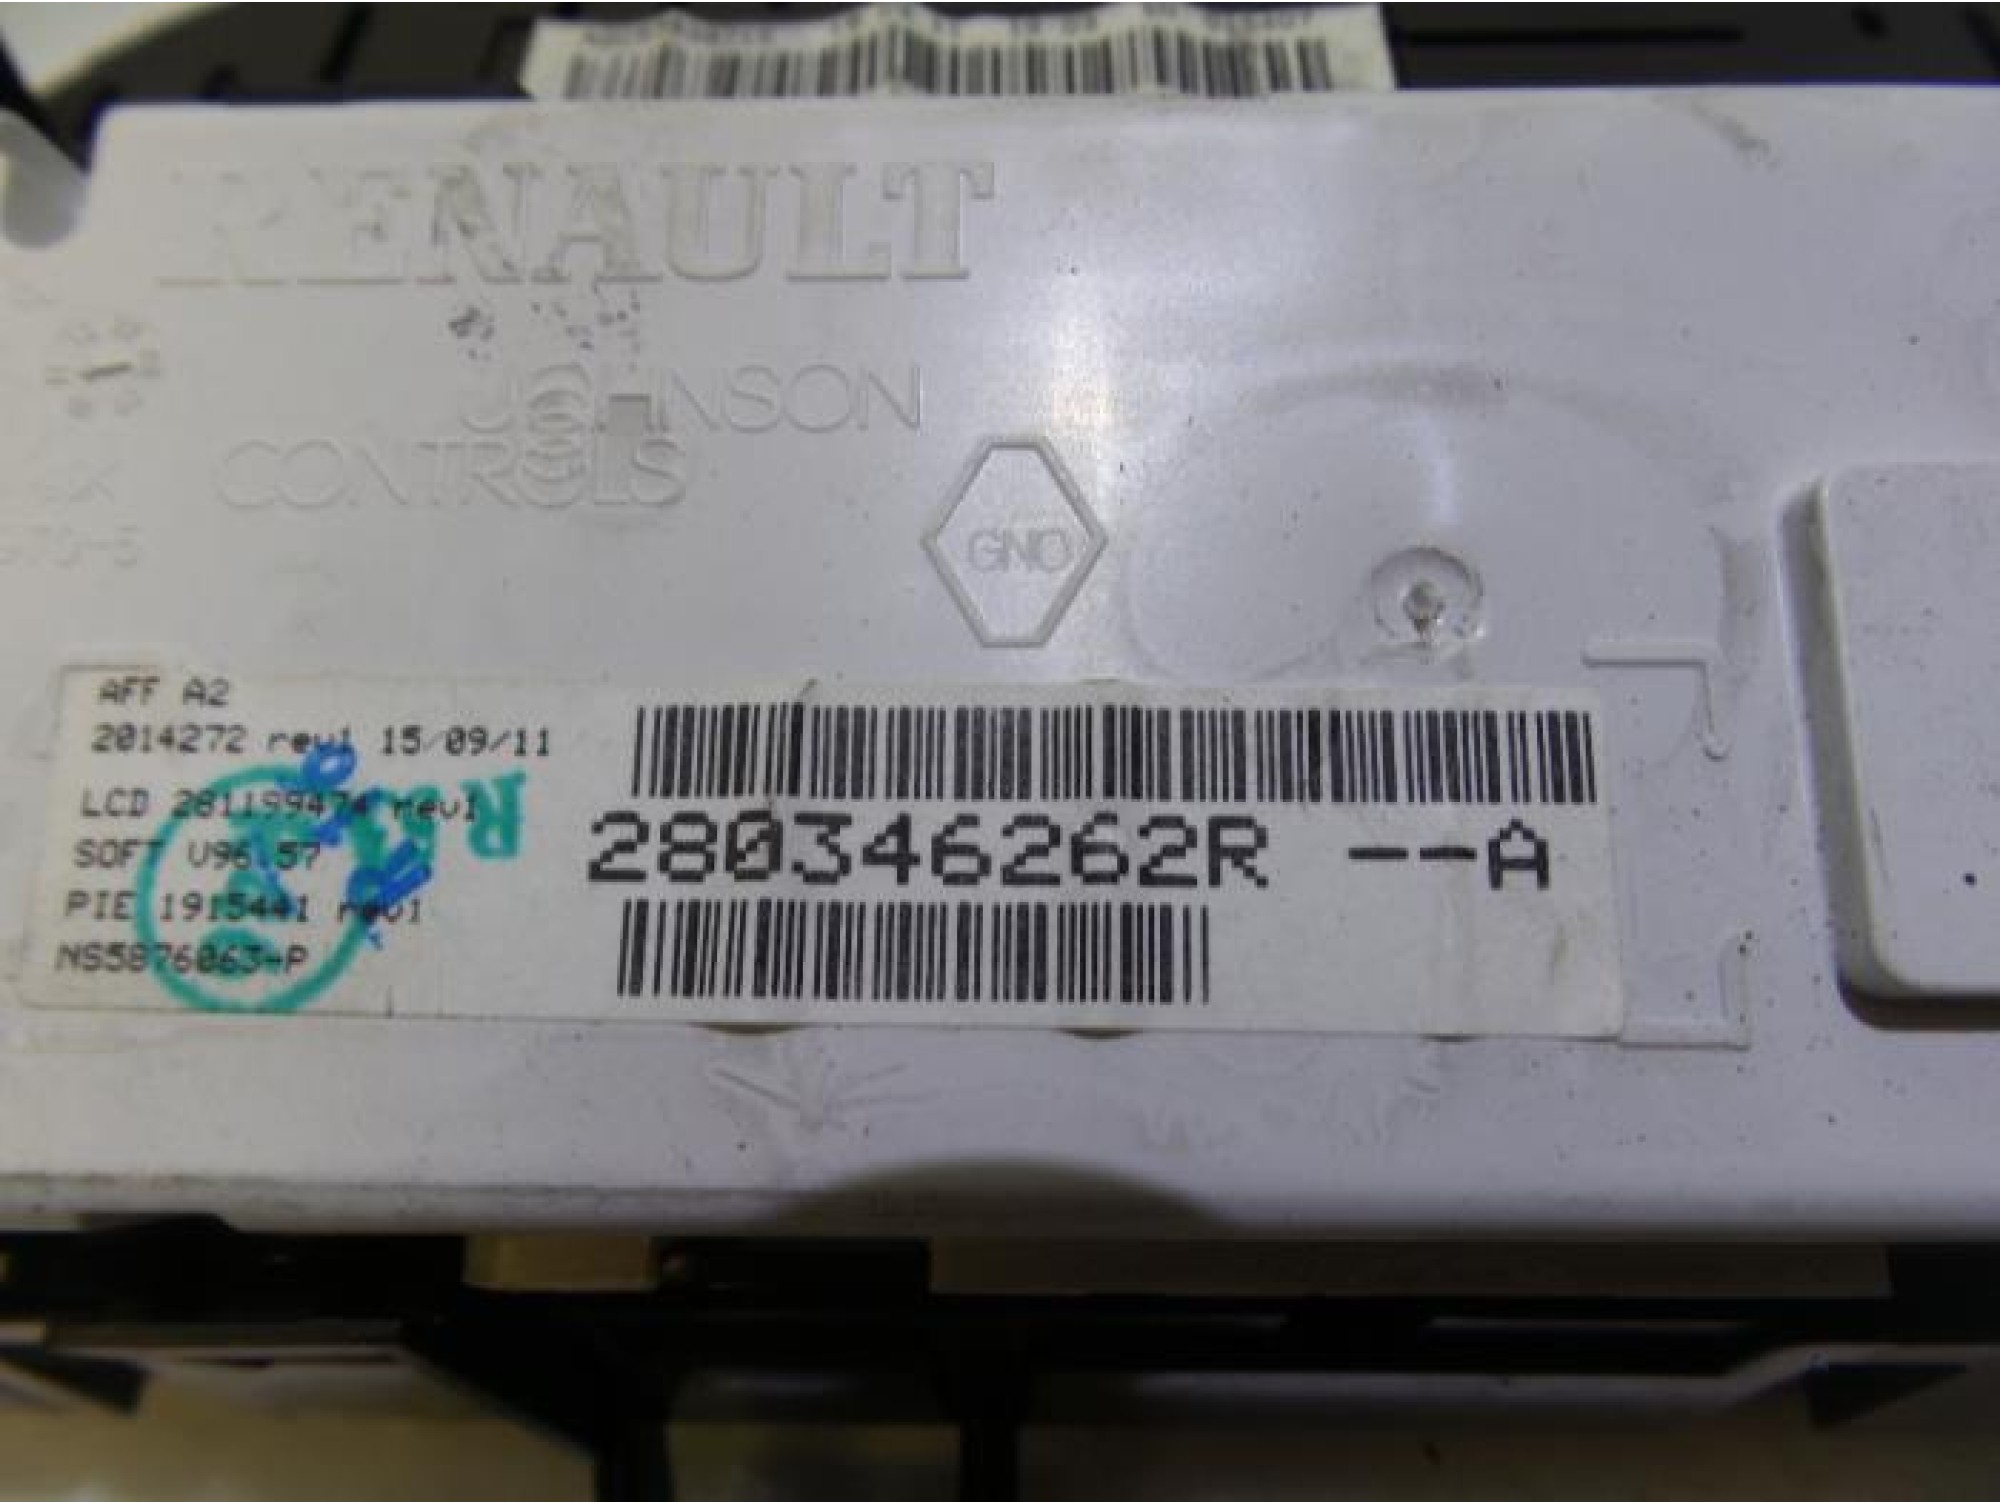 RENAULT
JOHNSON
CONTROLS
GNO
AFF A2
2014272 rev1 15/09/11
LCD 281199474 rev1
SOFT V96.57
PIE 1915441 rev1
NS5876063-P
280346262R --A